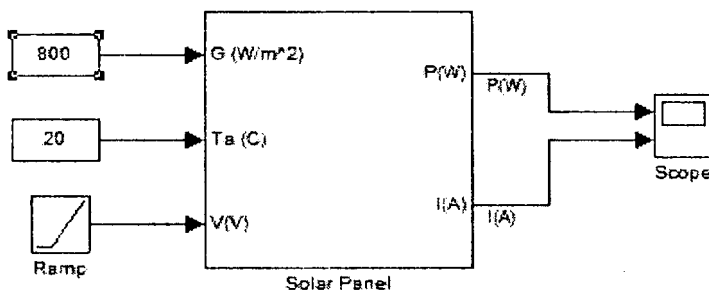 800
G (W/m^2)
P(W)
P(W)
20
Ta (C)
Scope
I(A)
I(A)
V(V)
Ramp
Solar Panel